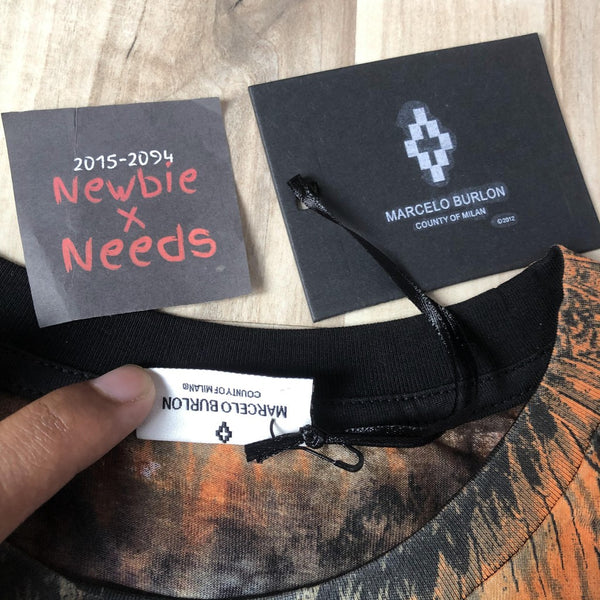 2015-2094
Newbie
x
Needs
MARCELO BURLON
COUNTY OF MILAN
©2012
MARCELO BURLON
COUNTY OF MILAN®